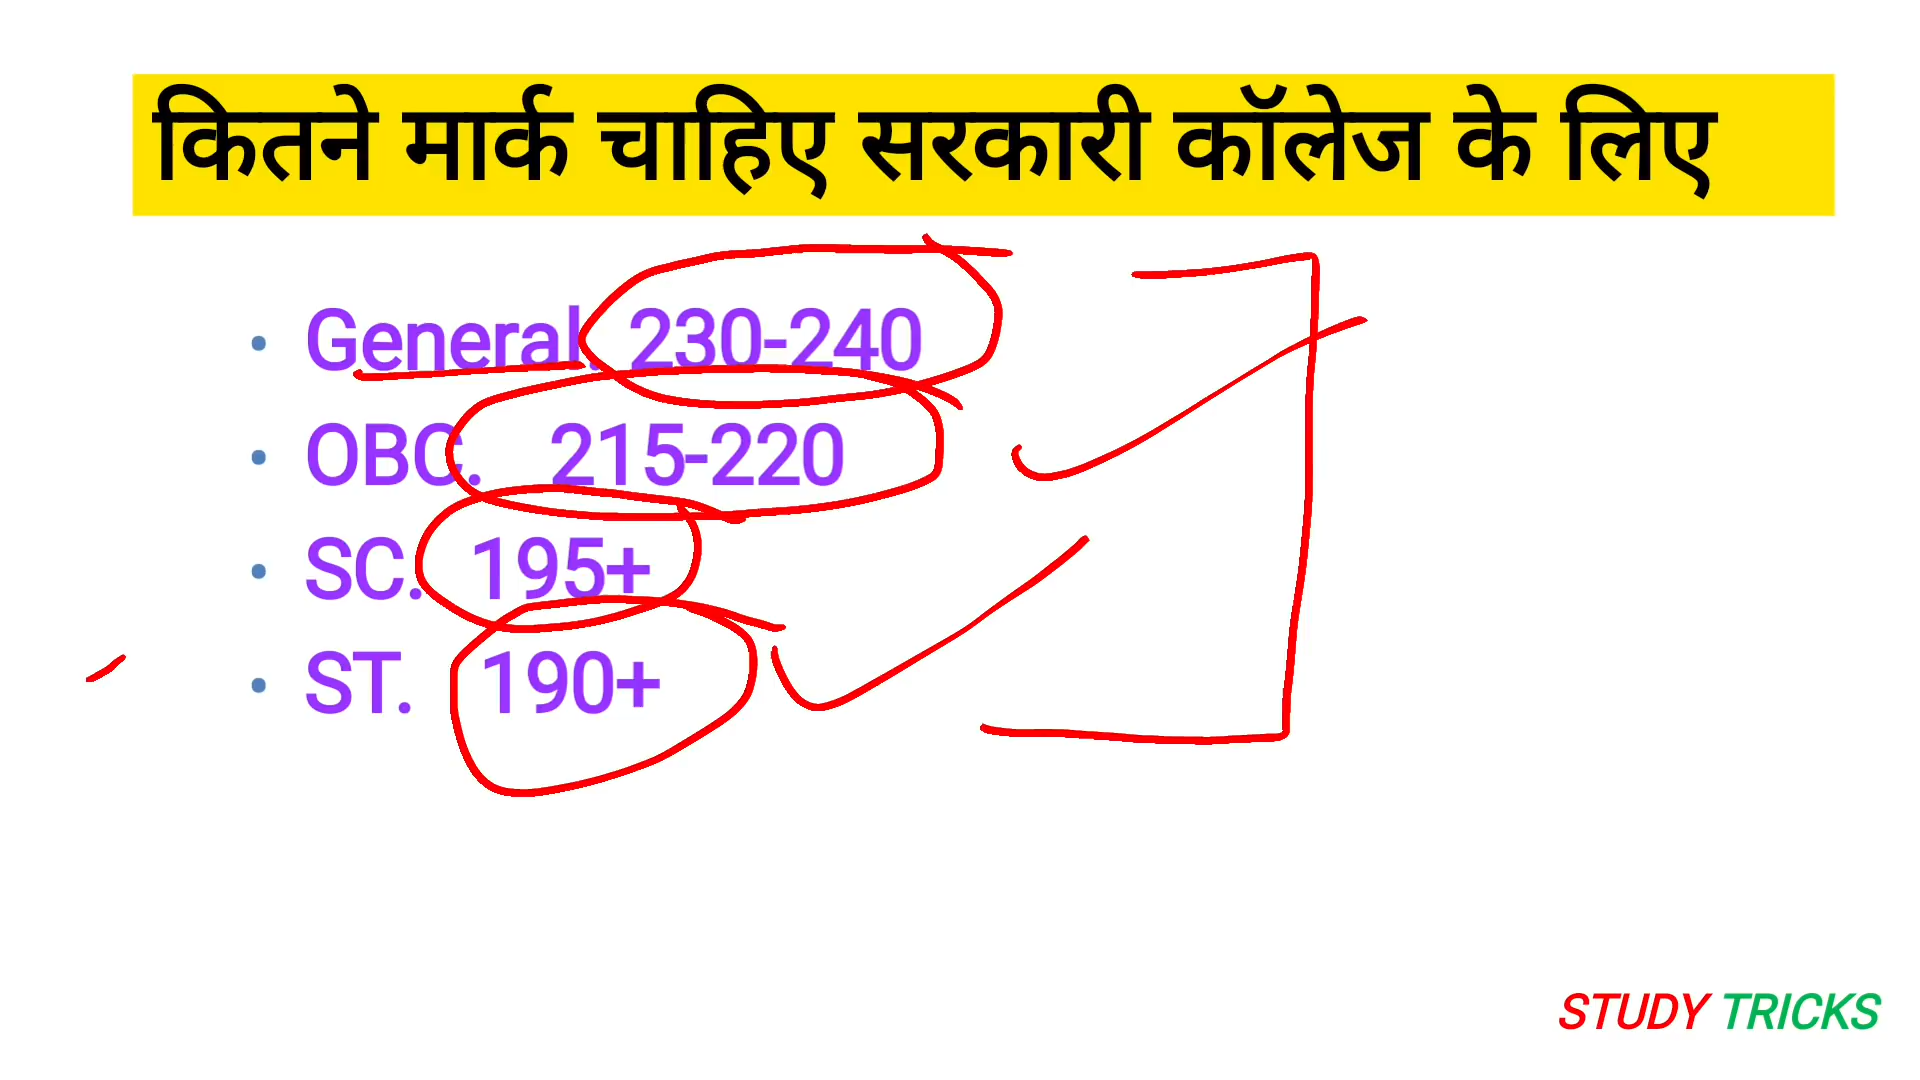 कितने मार्क चाहिए सरकारी कॉलेज के लिए
• General. 230-240
• OBC. 215-220
• SC. 195+
• ST. 190+
STUDY TRICKS